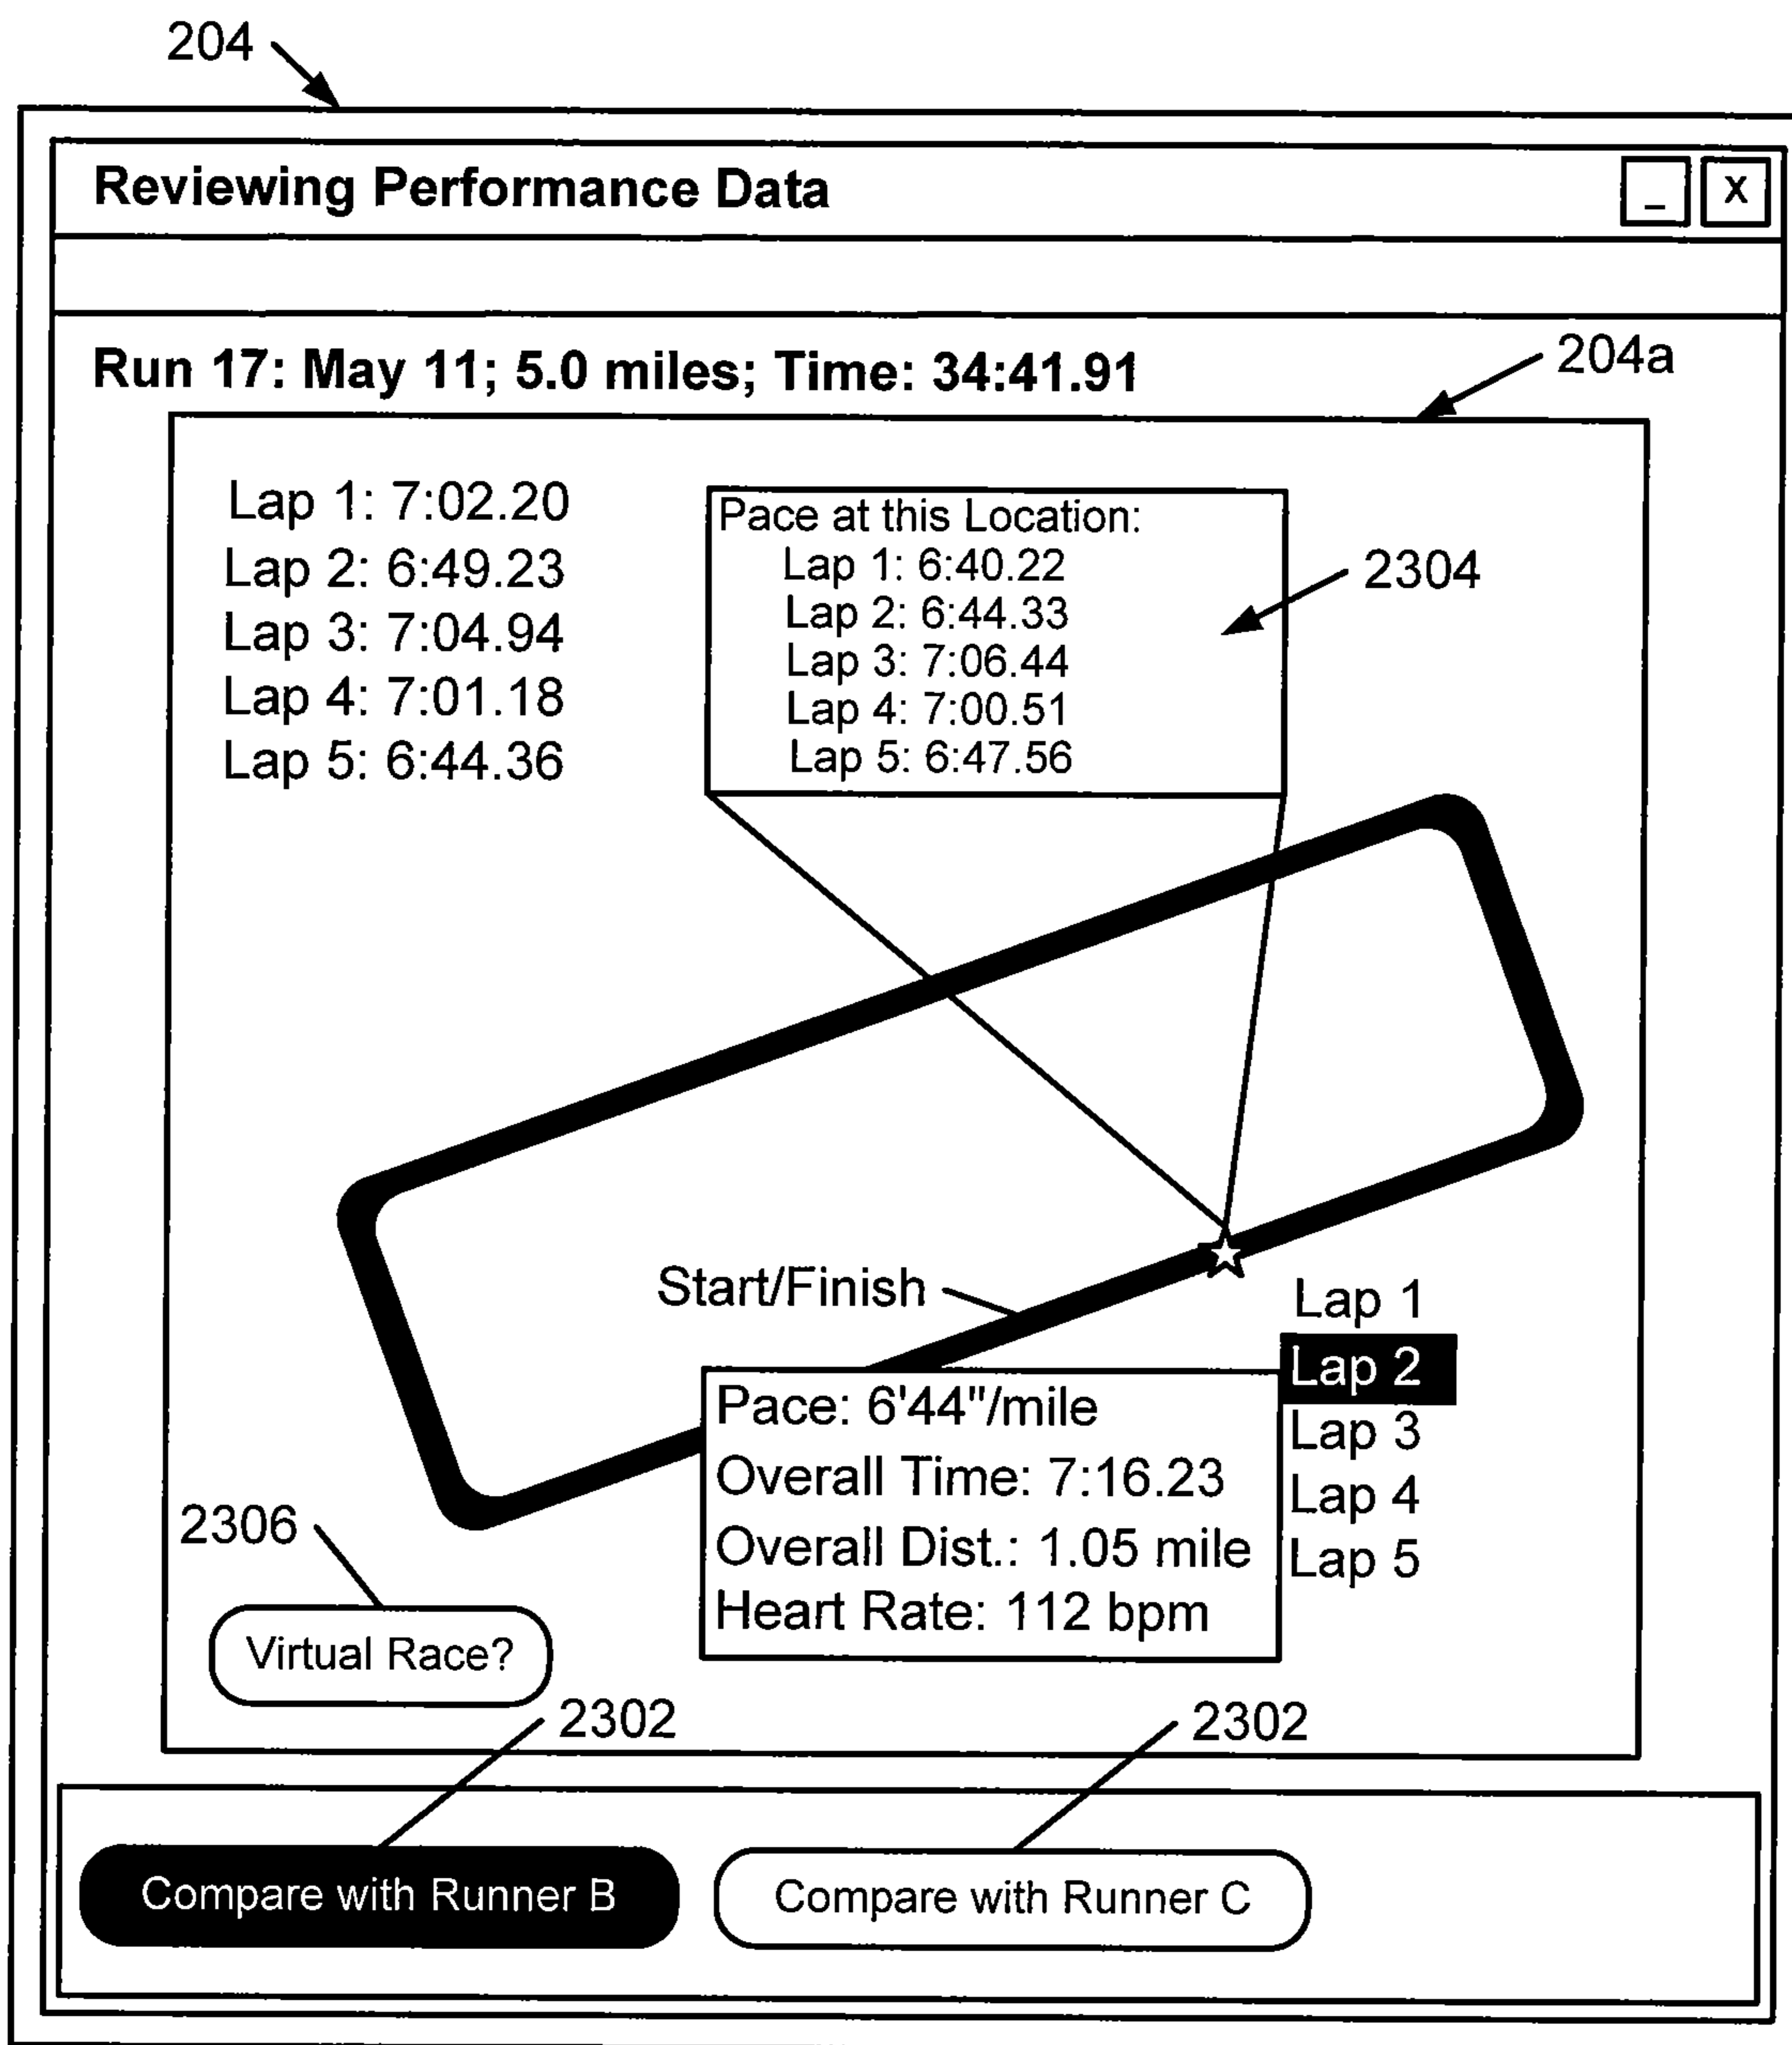 204
Reviewing Performance Data
_ X
Run 17: May 11; 5.0 miles; Time: 34:41.91
204a
Lap 1: 7:02.20
Lap 2: 6:49.23
Lap 3: 7:04.94
Lap 4: 7:01.18
Lap 5: 6:44.36
Pace at this Location:
Lap 1: 6:40.22
Lap 2: 6:44.33
Lap 3: 7:06.44
Lap 4: 7:00.51
Lap 5: 6:47.56
2304
Start/Finish
Lap 1
Lap 2
Lap 3
Lap 4
Lap 5
Pace: 6'44"/mile
Overall Time: 7:16.23
Overall Dist.: 1.05 mile
Heart Rate: 112 bpm
2306
Virtual Race?
2302
2302
Compare with Runner B
Compare with Runner C